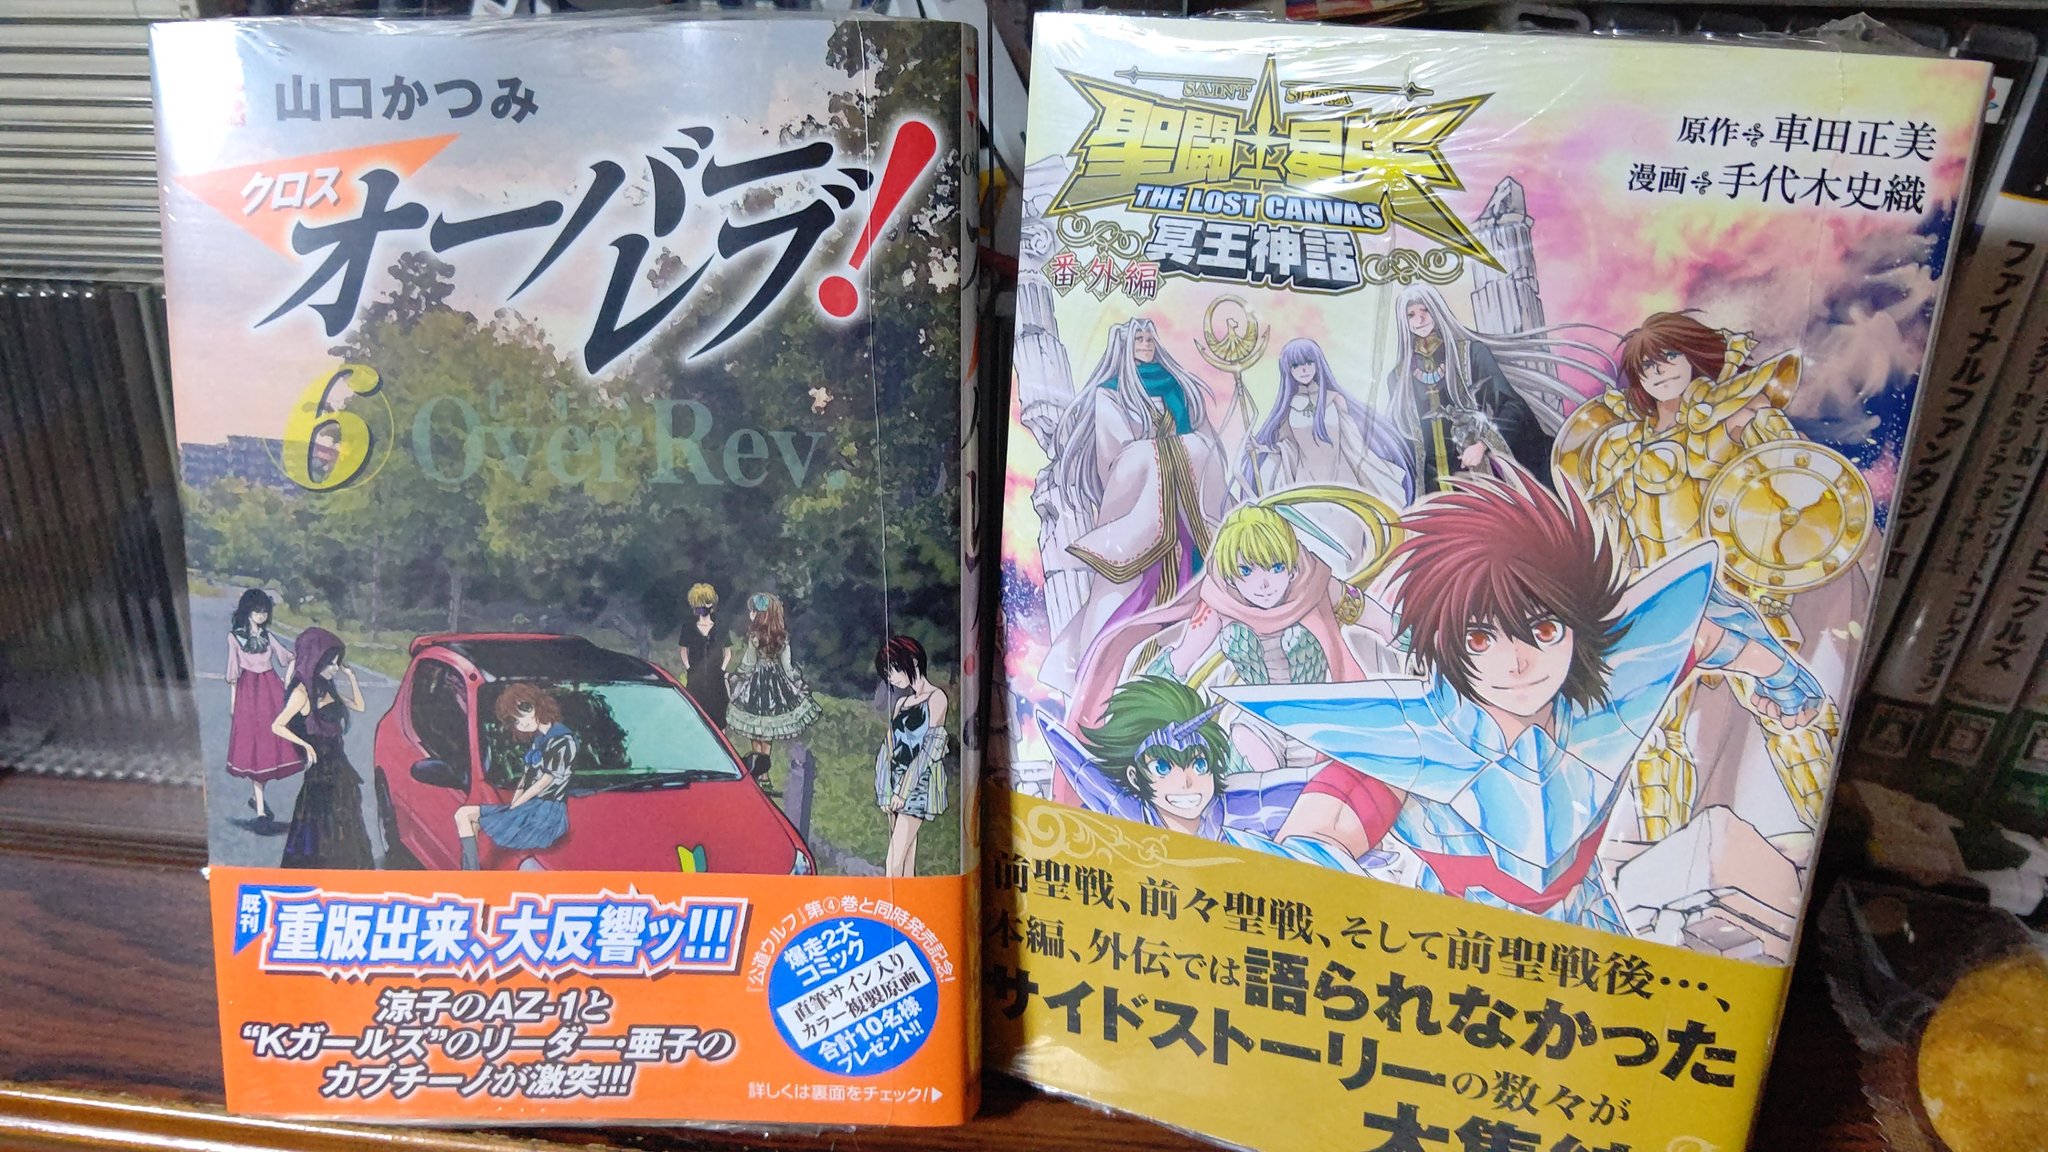 山口かつみ
クロス
オーバーレブ!
6
Over Rev.
既刊
重版出来、大反響ッ!!!
涼子のAZ-1と
“Kガールズ”のリーダー・亜子の
カプチーノが激突!!!
『公道ウルフ』第④巻と同時発売記念!
爆走2大
コミック
直筆サイン入り
カラー複製原画
合計10名様
プレゼント!!
詳しくは裏面をチェック!▶
SAINT SEIYA
聖闘士星矢
THE LOST CANVAS
冥王神話
番外編
原作 車田正美
漫画 手代木史織
前聖戦、前々聖戦、そして前聖戦後…、
本編、外伝では語られなかった
サイドストーリーの数々が
ファイナルファンタジー